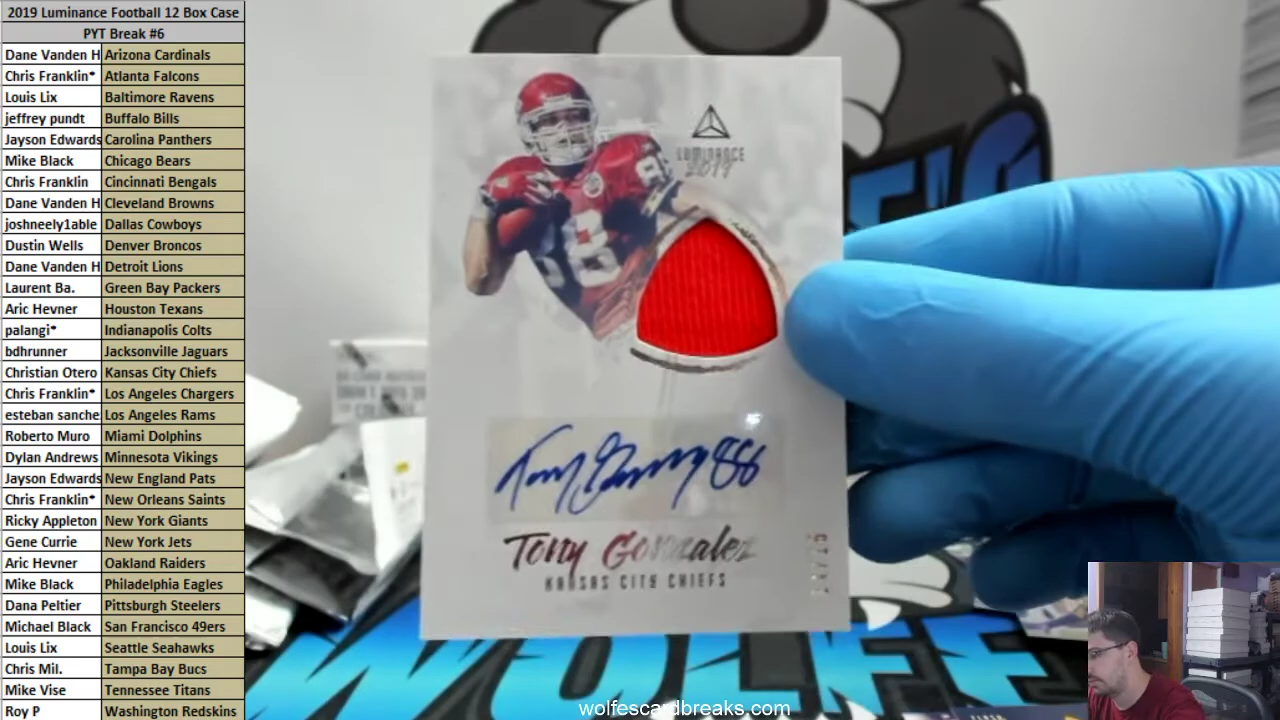 2019 Luminance Football 12 Box Case
PYT Break #6
Dane Vanden H Arizona Cardinals
Chris Franklin* Atlanta Falcons
Louis Lix Baltimore Ravens
jeffrey pundt Buffalo Bills
Jayson Edwards Carolina Panthers
Mike Black Chicago Bears
Chris Franklin Cincinnati Bengals
Dane Vanden H Cleveland Browns
joshneely1able Dallas Cowboys
Dustin Wells Denver Broncos
Dane Vanden H Detroit Lions
Laurent Ba. Green Bay Packers
Aric Hevner Houston Texans
palangi* Indianapolis Colts
bdhrunner Jacksonville Jaguars
Christian Otero Kansas City Chiefs
Chris Franklin* Los Angeles Chargers
esteban sanche Los Angeles Rams
Roberto Muro Miami Dolphins
Dylan Andrews Minnesota Vikings
Jayson Edwards New England Pats
Chris Franklin* New Orleans Saints
Ricky Appleton New York Giants
Gene Currie New York Jets
Aric Hevner Oakland Raiders
Mike Black Philadelphia Eagles
Dana Peltier Pittsburgh Steelers
Michael Black San Francisco 49ers
Louis Lix Seattle Seahawks
Chris Mil. Tampa Bay Bucs
Mike Vise Tennessee Titans
Roy P Washington Redskins
LUMINANCE
2019
88
Tony Gonzalez
KANSAS CITY CHIEFS
WOLFE
wolfescardbreaks.com